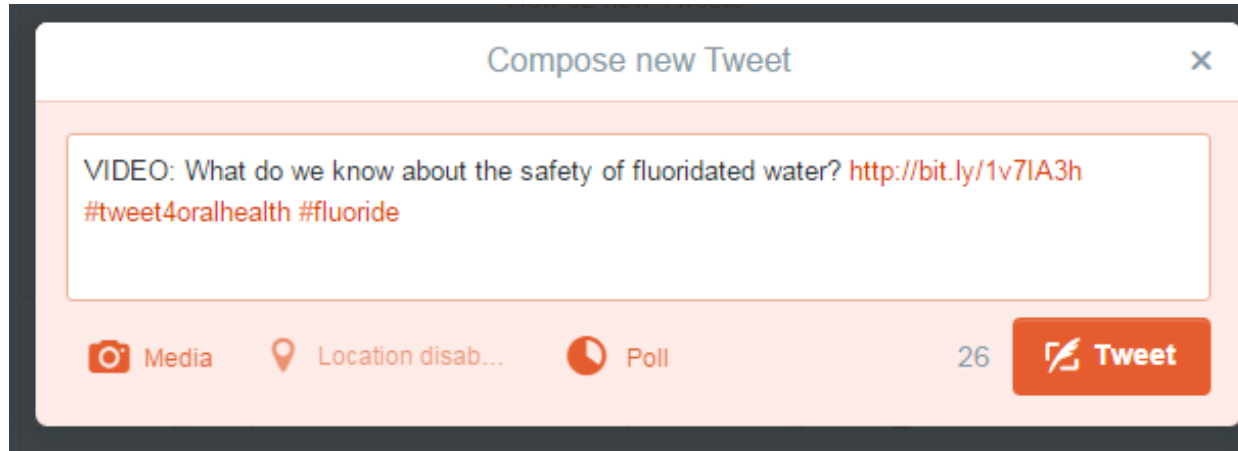 Compose new Tweet
VIDEO: What do we know about the safety of fluoridated water? http://bit.ly/1v7IA3h
#tweet4oralhealth #fluoride
Media Location disab... Poll 26 Tweet